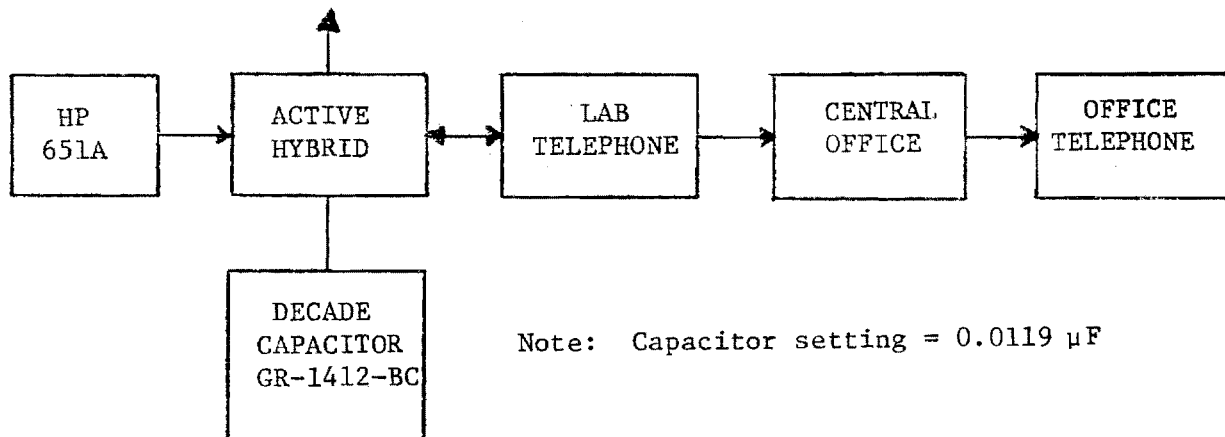 HP
651A
ACTIVE
HYBRID
LAB
TELEPHONE
CENTRAL
OFFICE
OFFICE
TELEPHONE
DECADE
CAPACITOR
GR-1412-BC
Note: Capacitor setting = 0.0119 μF